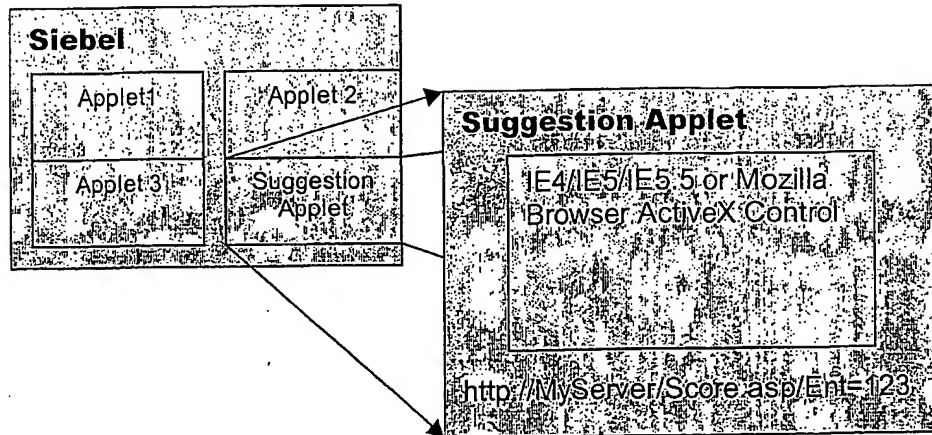 Siebel
Applet1
Applet 2
Applet 3
Suggestion
Applet
Suggestion Applet
IE4/IE5/IE5.5 or Mozilla
Browser ActiveX Control
http://MyServer/Score.asp/Ent=123